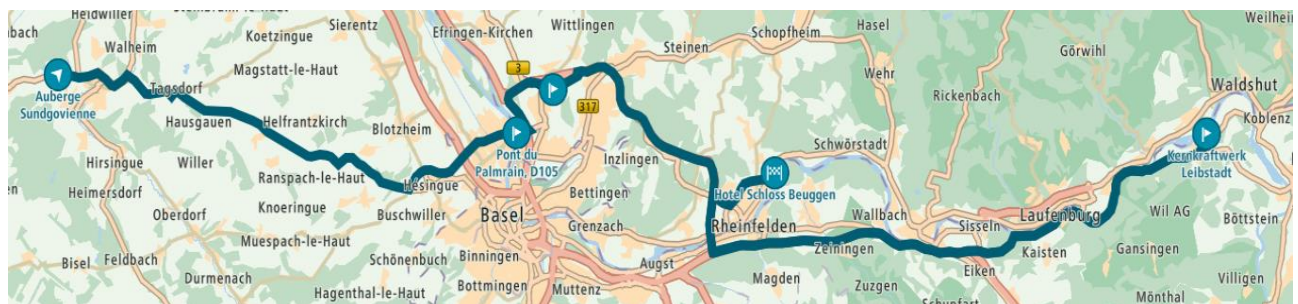 Heidwiller
Walheim
Koetzingue
Sierentz
Efringen-Kirchen
Wittlingen
Steinen
Schopfheim
Hasel
Görwihl
Weilheim
Magstatt-le-Haut
3
Wehr
Rickenbach
Waldshut
Auberge
Sundgovienne
Tagsdorf
317
Koblenz
Hausgauen
Helfrantzkirch
Blotzheim
Pont du
Palmrain, D105
Inzlingen
Schwörstadt
Kernkraftwerk
Leibstadt
Hirsingue
Willer
Ranspach-le-Haut
Hésingue
Bettingen
Hotel Schloss Beuggen
Heimersdorf
Knoeringue
Buschwiller
Basel
Grenzach
Rheinfelden
Wallbach
Sisseln
Laufenburg
Wil AG
Böttstein
Oberdorf
Muespach-le-Haut
Zeiningen
Kaisten
Gansingen
Bisel
Feldbach
Schönenbuch
Binningen
Augst
Eiken
Durmenach
Magden
Villigen
Hagenthal-le-Haut
Bottmingen
Muttenz
Zuzgen
Mönthal